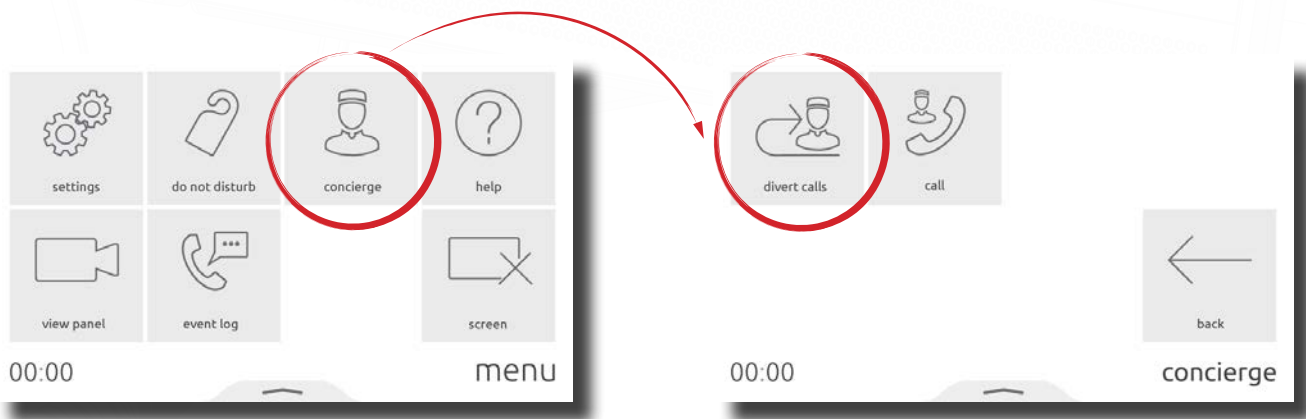 settings
do not disturb
concierge
help
view panel
event log
screen
00:00
menu
divert calls
call
back
00:00
concierge